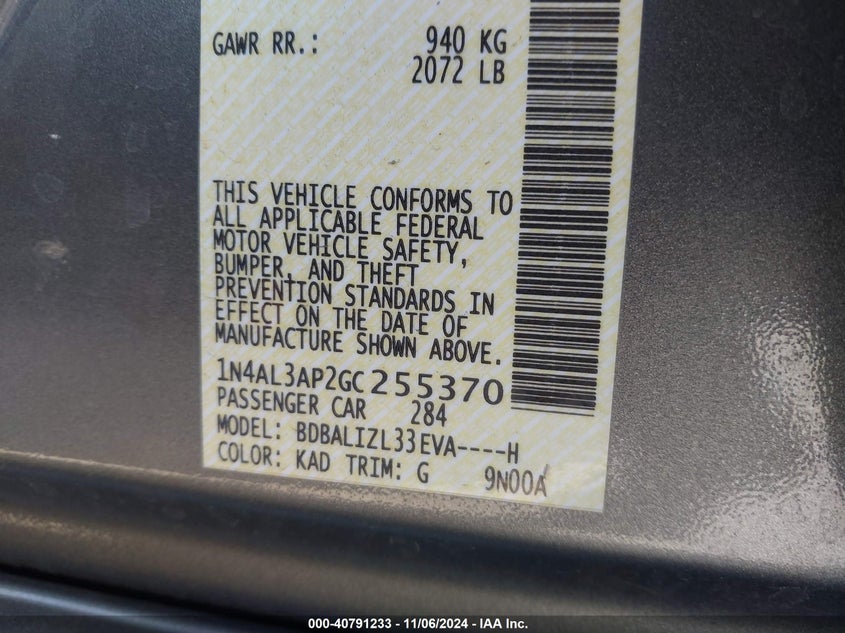 GAWR RR.: 940 KG
2072 LB
THIS VEHICLE CONFORMS TO
ALL APPLICABLE FEDERAL
MOTOR VEHICLE SAFETY,
BUMPER, AND THEFT
PREVENTION STANDARDS IN
EFFECT ON THE DATE OF
MANUFACTURE SHOWN ABOVE.
1N4AL3AP2GC255370
PASSENGER CAR 284
MODEL: BDBALIZL33EVA----H
COLOR: KAD TRIM: G 9N00A
000-40791233 - 11/06/2024 - IAA Inc.